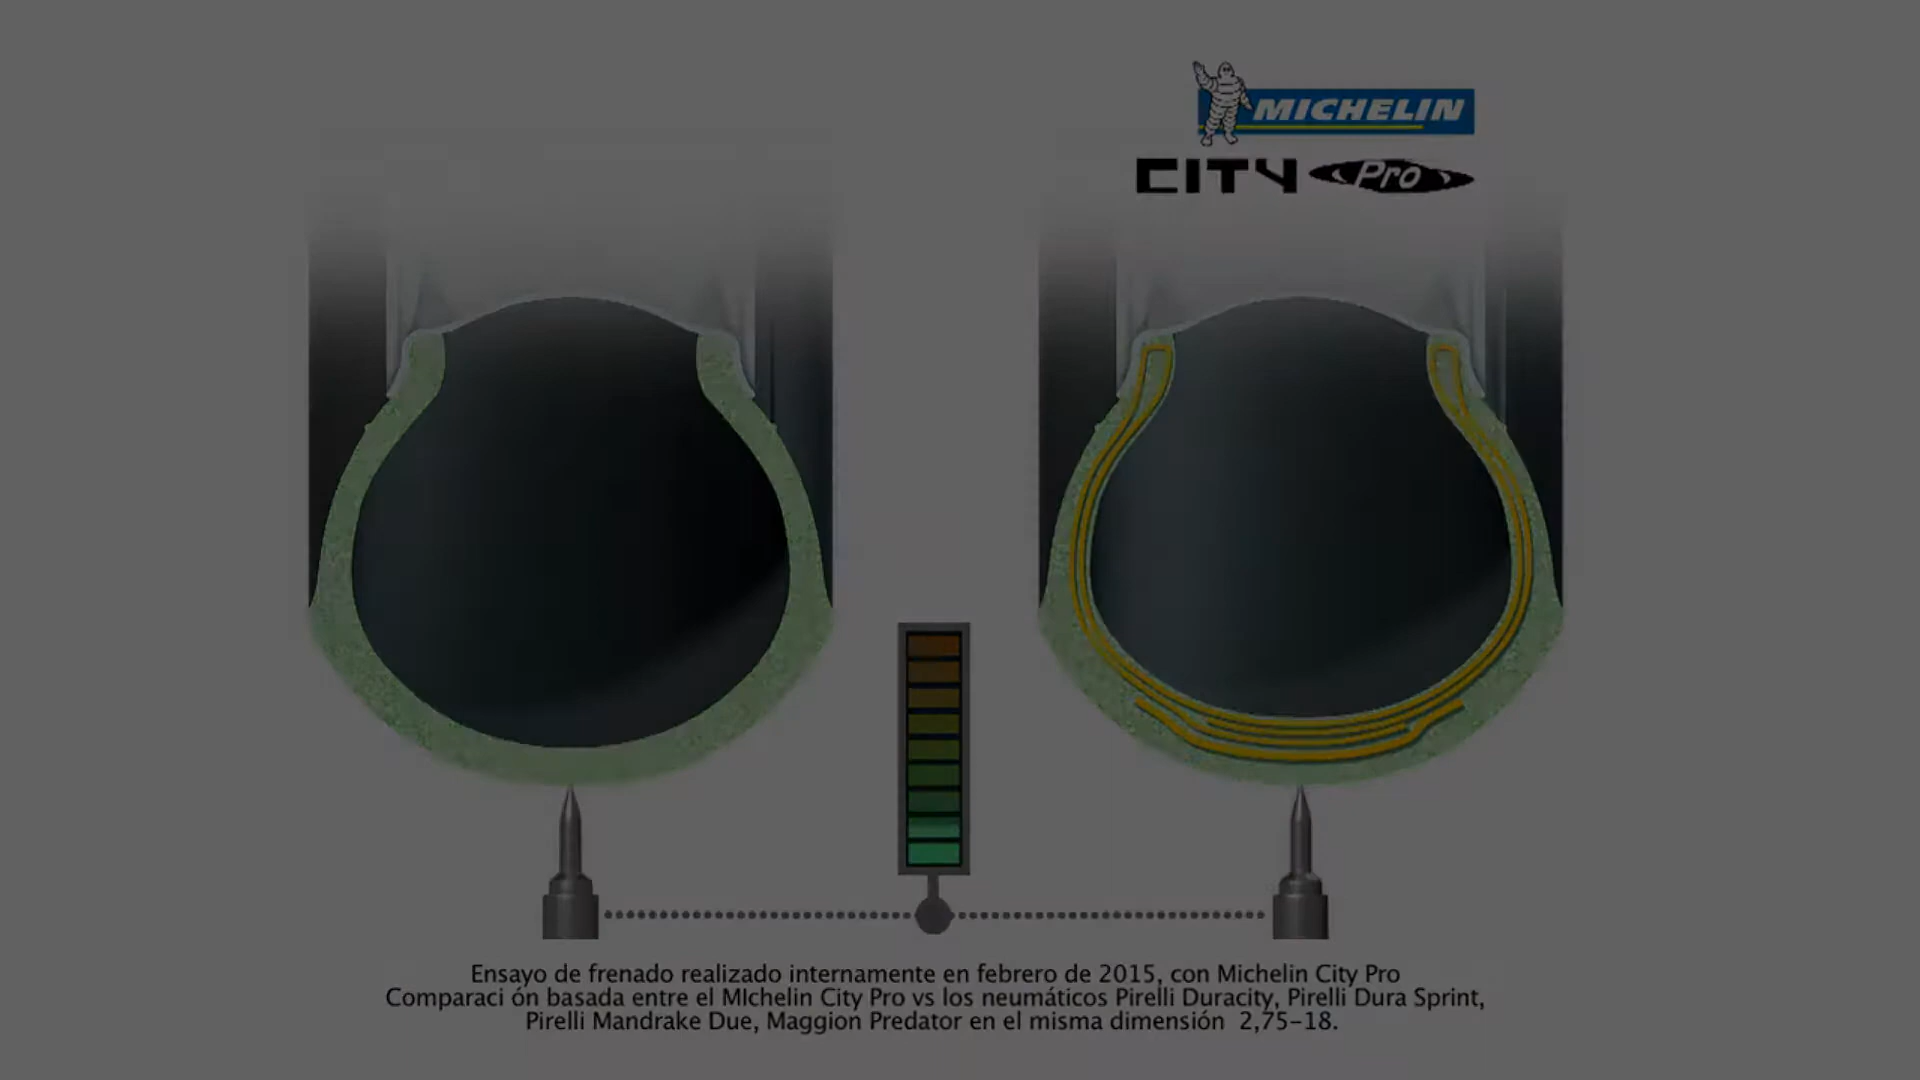 MICHELIN
CITY Pro
Ensayo de frenado realizado internamente en febrero de 2015, con Michelin City Pro
Comparaci ón basada entre el MIchelin City Pro vs los neumáticos Pirelli Duracity, Pirelli Dura Sprint,
Pirelli Mandrake Due, Maggion Predator en el misma dimensión 2,75-18.